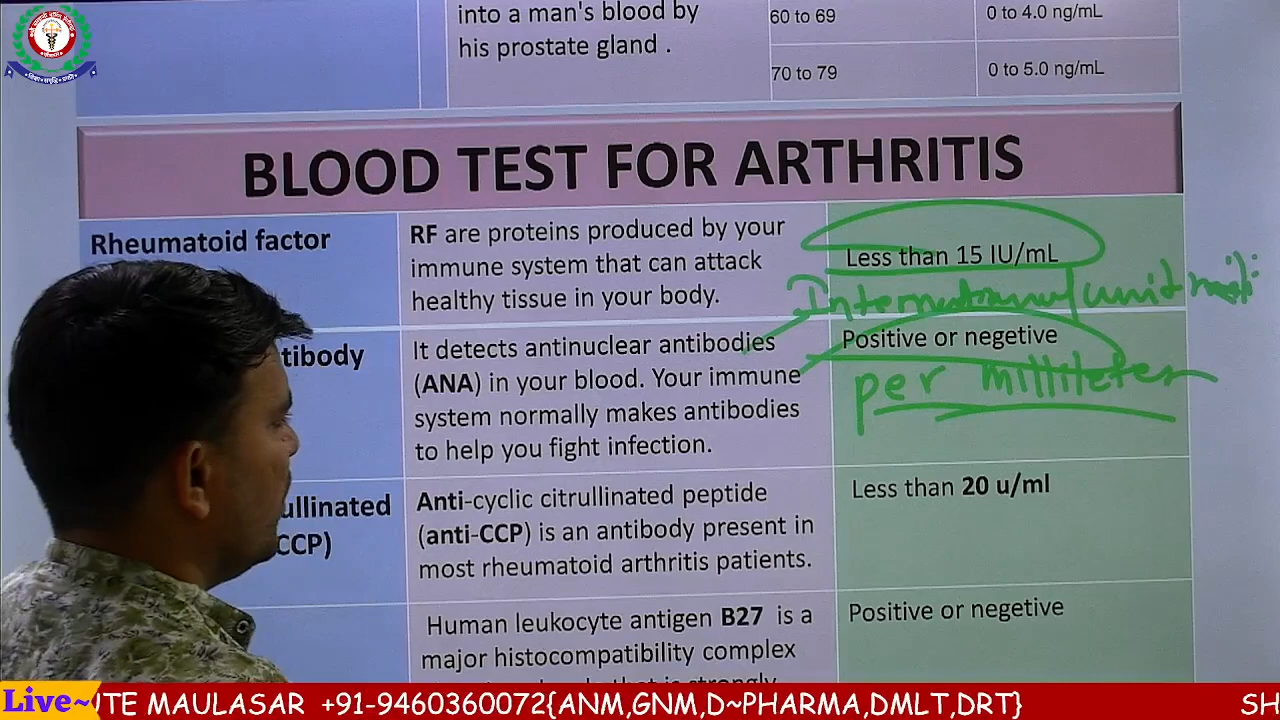 into a man's blood by
his prostate gland .
60 to 69
0 to 4.0 ng/mL
70 to 79
0 to 5.0 ng/mL
BLOOD TEST FOR ARTHRITIS
Rheumatoid factor
RF are proteins produced by your
immune system that can attack
healthy tissue in your body.
Less than 15 IU/mL
International unit
tibody
It detects antinuclear antibodies
(ANA) in your blood. Your immune
system normally makes antibodies
to help you fight infection.
Positive or negetive
per millileter
ullinated
CCP)
Anti-cyclic citrullinated peptide
(anti-CCP) is an antibody present in
most rheumatoid arthritis patients.
Less than 20 u/ml
Human leukocyte antigen B27 is a
major histocompatibility complex
Positive or negetive
Live~
UTE MAULASAR +91-9460360072{ANM,GNM,D~PHARMA,DMLT,DRT}
SH